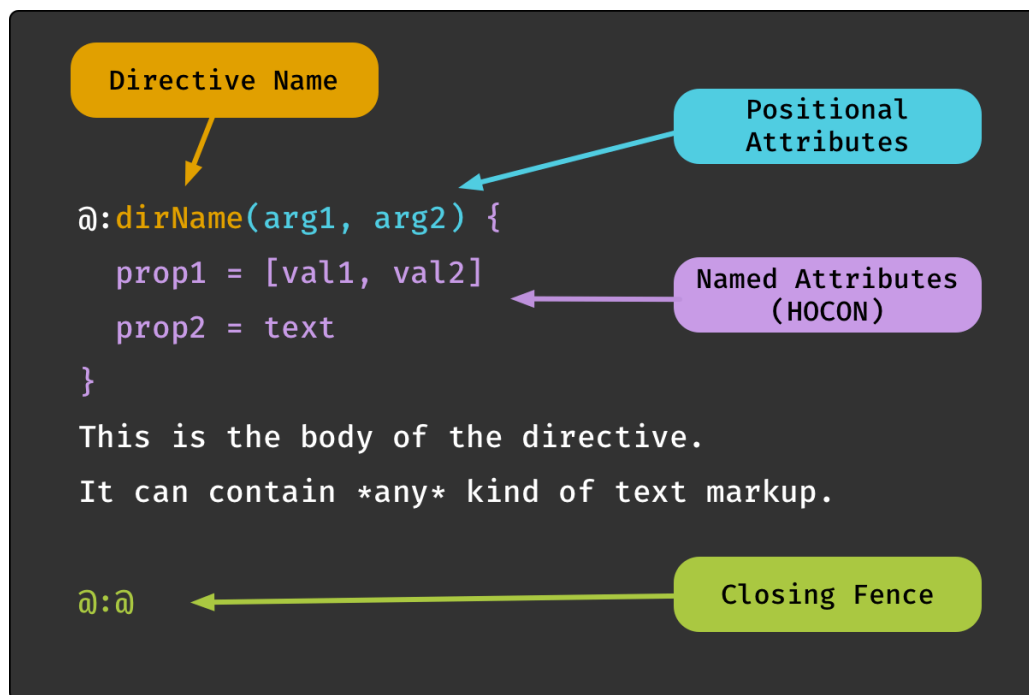 Directive Name
Positional
Attributes
@:dirName(arg1, arg2) {
  prop1 = [val1, val2]
Named Attributes
(HOCON)
  prop2 = text
}
This is the body of the directive.
It can contain *any* kind of text markup.
@:@
Closing Fence